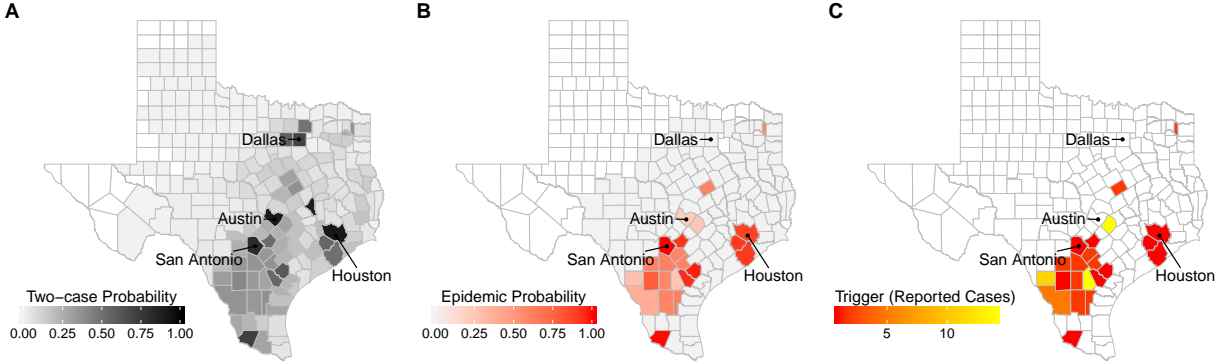 A
B
C
Dallas
Dallas
Dallas
Austin
Austin
Austin
San Antonio
San Antonio
San Antonio
Houston
Houston
Houston
Two−case Probability
0.00 0.25 0.50 0.75 1.00
Epidemic Probability
0.00 0.25 0.50 0.75 1.00
Trigger (Reported Cases)
5 10